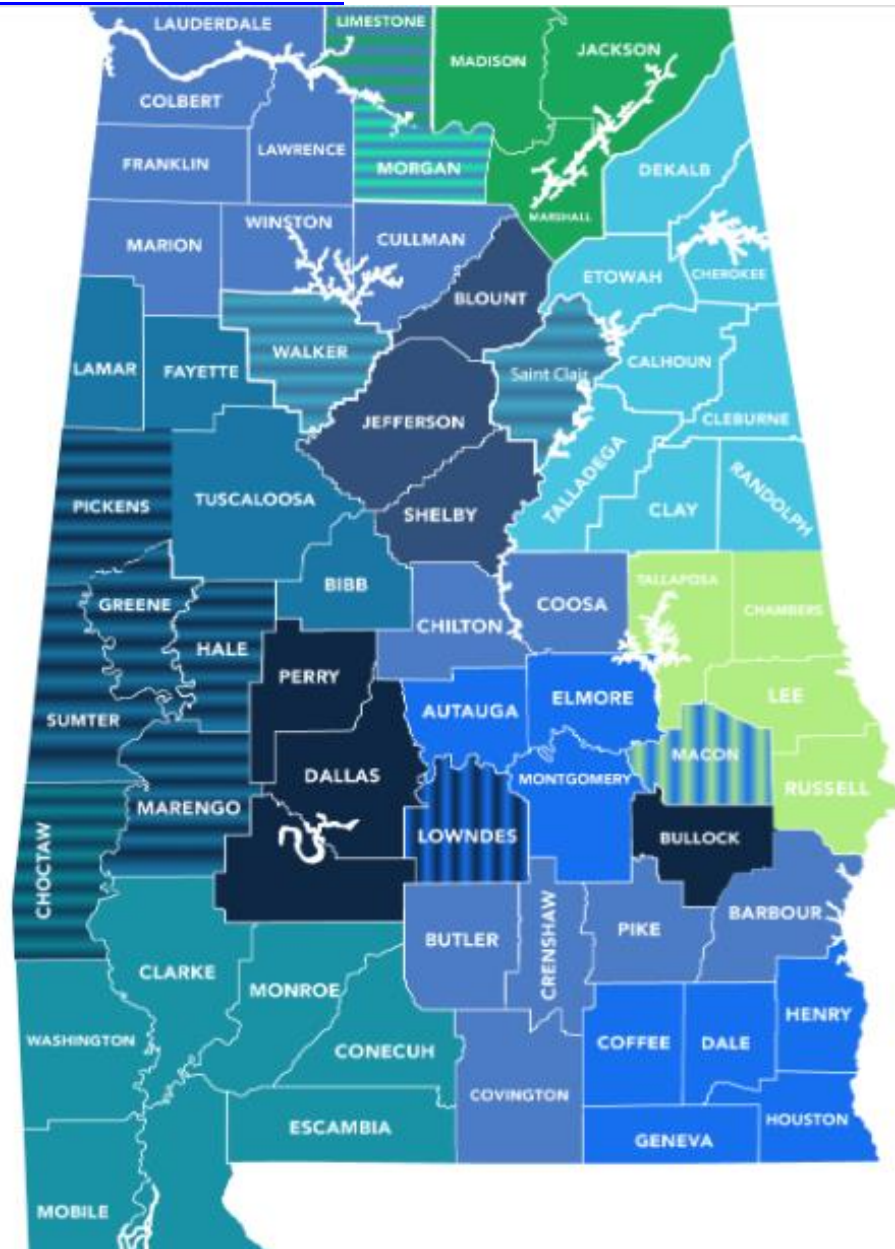 LAUDERDALE
LIMESTONE
MADISON
JACKSON
COLBERT
LAWRENCE
FRANKLIN
MORGAN
DEKALB
MARSHALL
WINSTON
MARION
CULLMAN
ETOWAH
CHEROKEE
BLOUNT
WALKER
LAMAR
FAYETTE
Saint Clair
CALHOUN
JEFFERSON
CLEBURNE
TALLADEGA
RANDOLPH
PICKENS
TUSCALOOSA
SHELBY
CLAY
BIBB
GREENE
CHILTON
COOSA
TALLAPOOSA
CHAMBERS
HALE
PERRY
AUTAUGA
ELMORE
LEE
SUMTER
DALLAS
MONTGOMERY
MACON
RUSSELL
MARENGO
LOWNDES
BULLOCK
CHOCTAW
BUTLER
CRENSHAW
PIKE
BARBOUR
CLARKE
MONROE
WASHINGTON
CONECUH
COFFEE
DALE
HENRY
COVINGTON
ESCAMBIA
GENEVA
HOUSTON
MOBILE